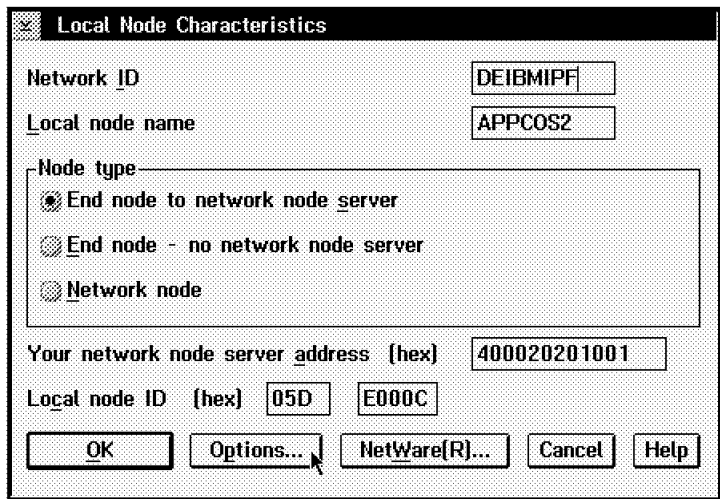 Local Node Characteristics
Network ID DEIBMIPF
Local node name APPCOS2
Node type
End node to network node server
End node - no network node server
Network node
Your network node server address (hex) 400020201001
Local node ID (hex) 05D E000C
OK Options... NetWare(R)... Cancel Help